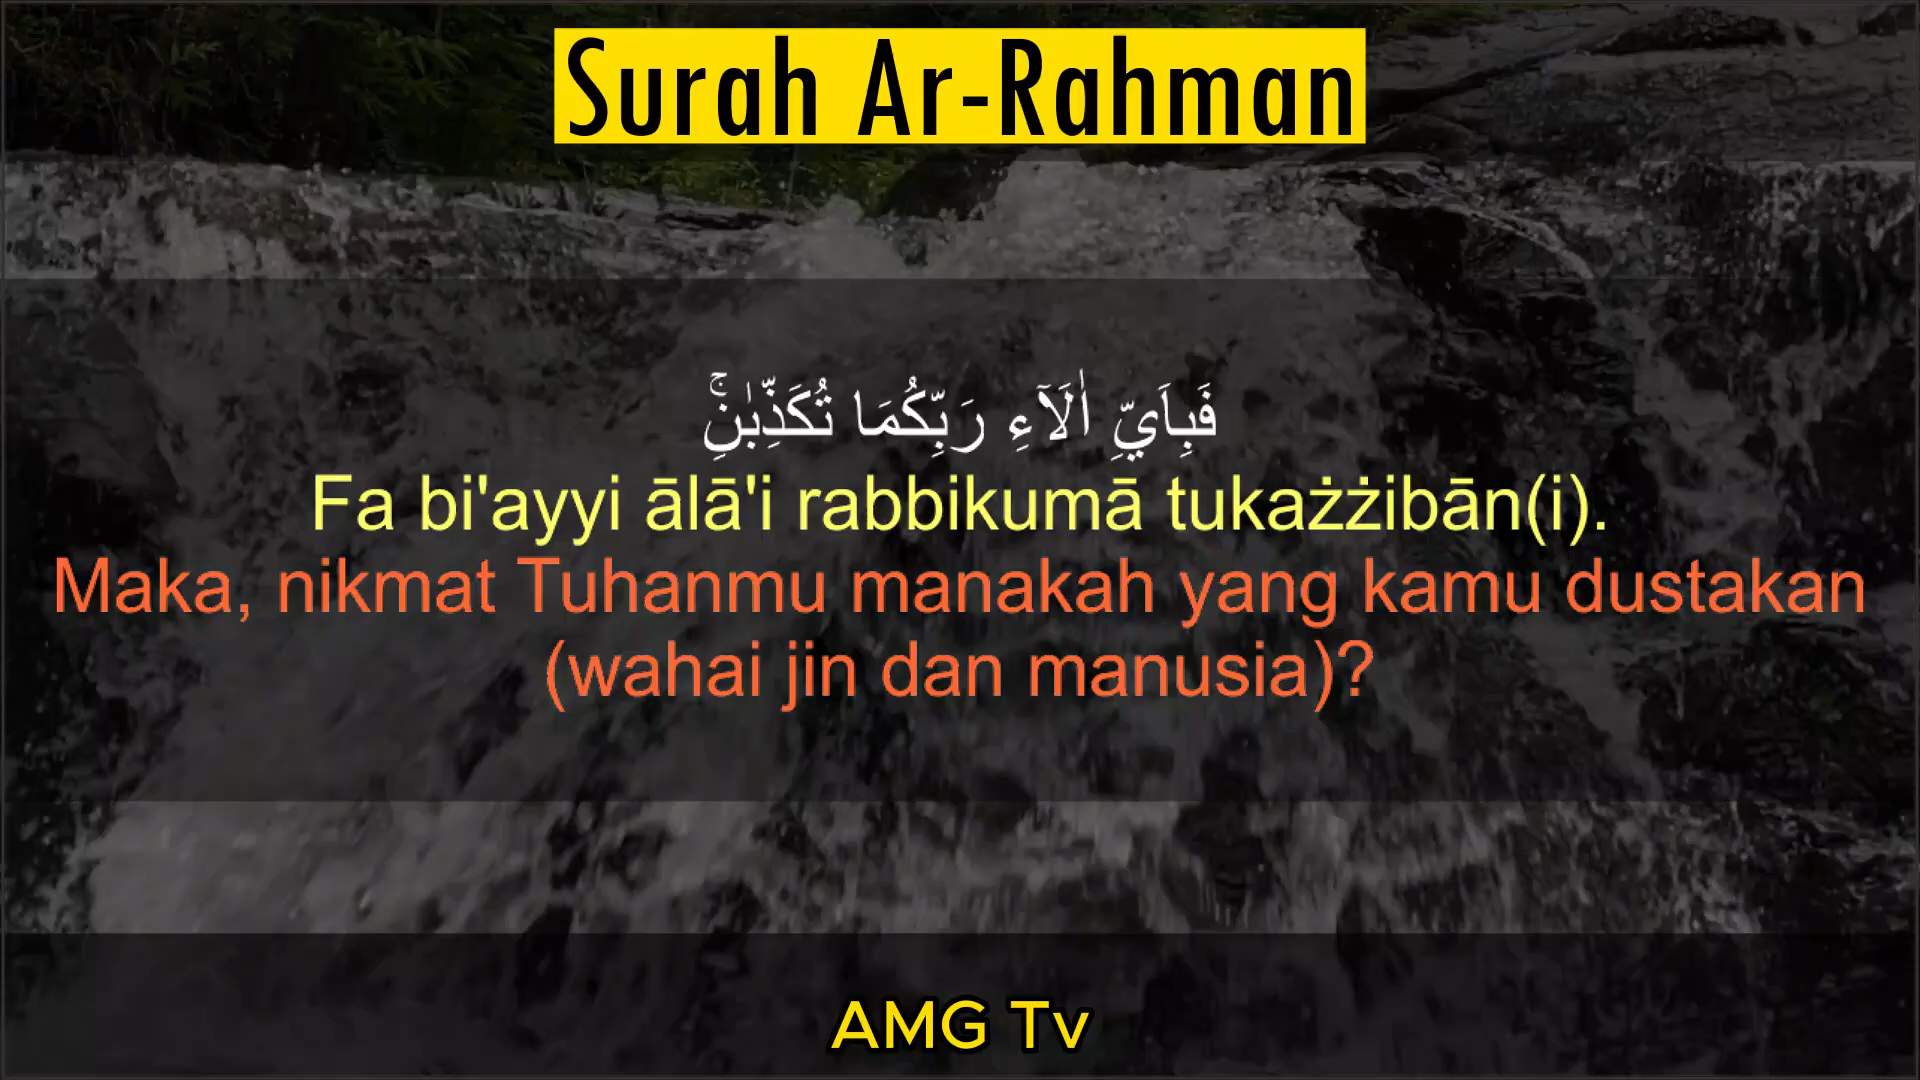 Surah Ar-Rahman
فَبِاَيِّ اٰلَاۤءِ رَبِّكُمَا تُكَذِّبٰنِۚ
Fa bi'ayyi ālā'i rabbikumā tukażżibān(i).
Maka, nikmat Tuhanmu manakah yang kamu dustakan
(wahai jin dan manusia)?
AMG Tv